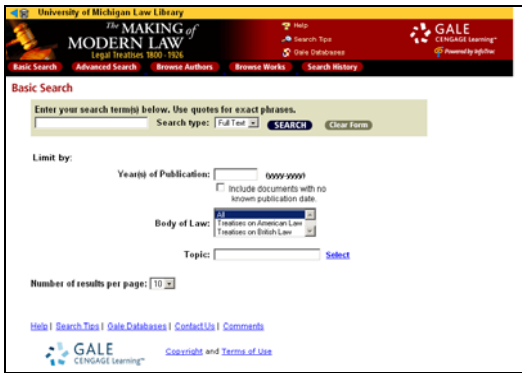 University of Michigan Law Library
The MAKING of
MODERN LAW
Legal Treatises 1800 - 1926
Help
Search Tips
Gale Databases
GALE
CENGAGE Learning™
Powered by InfoTrac
Basic Search Advanced Search Browse Authors Browse Works Search History
Basic Search
Enter your search term(s) below. Use quotes for exact phrases.
Search type: Full Text SEARCH Clear Form
Limit by:
Year(s) of Publication: (yyyy-yyyy)
Include documents with no
known publication date.
Body of Law: All
Treatises on American Law
Treatises on British Law
Topic: Select
Number of results per page: 10
Help | Search Tips | Gale Databases | Contact Us | Comments
GALE
CENGAGE Learning™
Copyright and Terms of Use